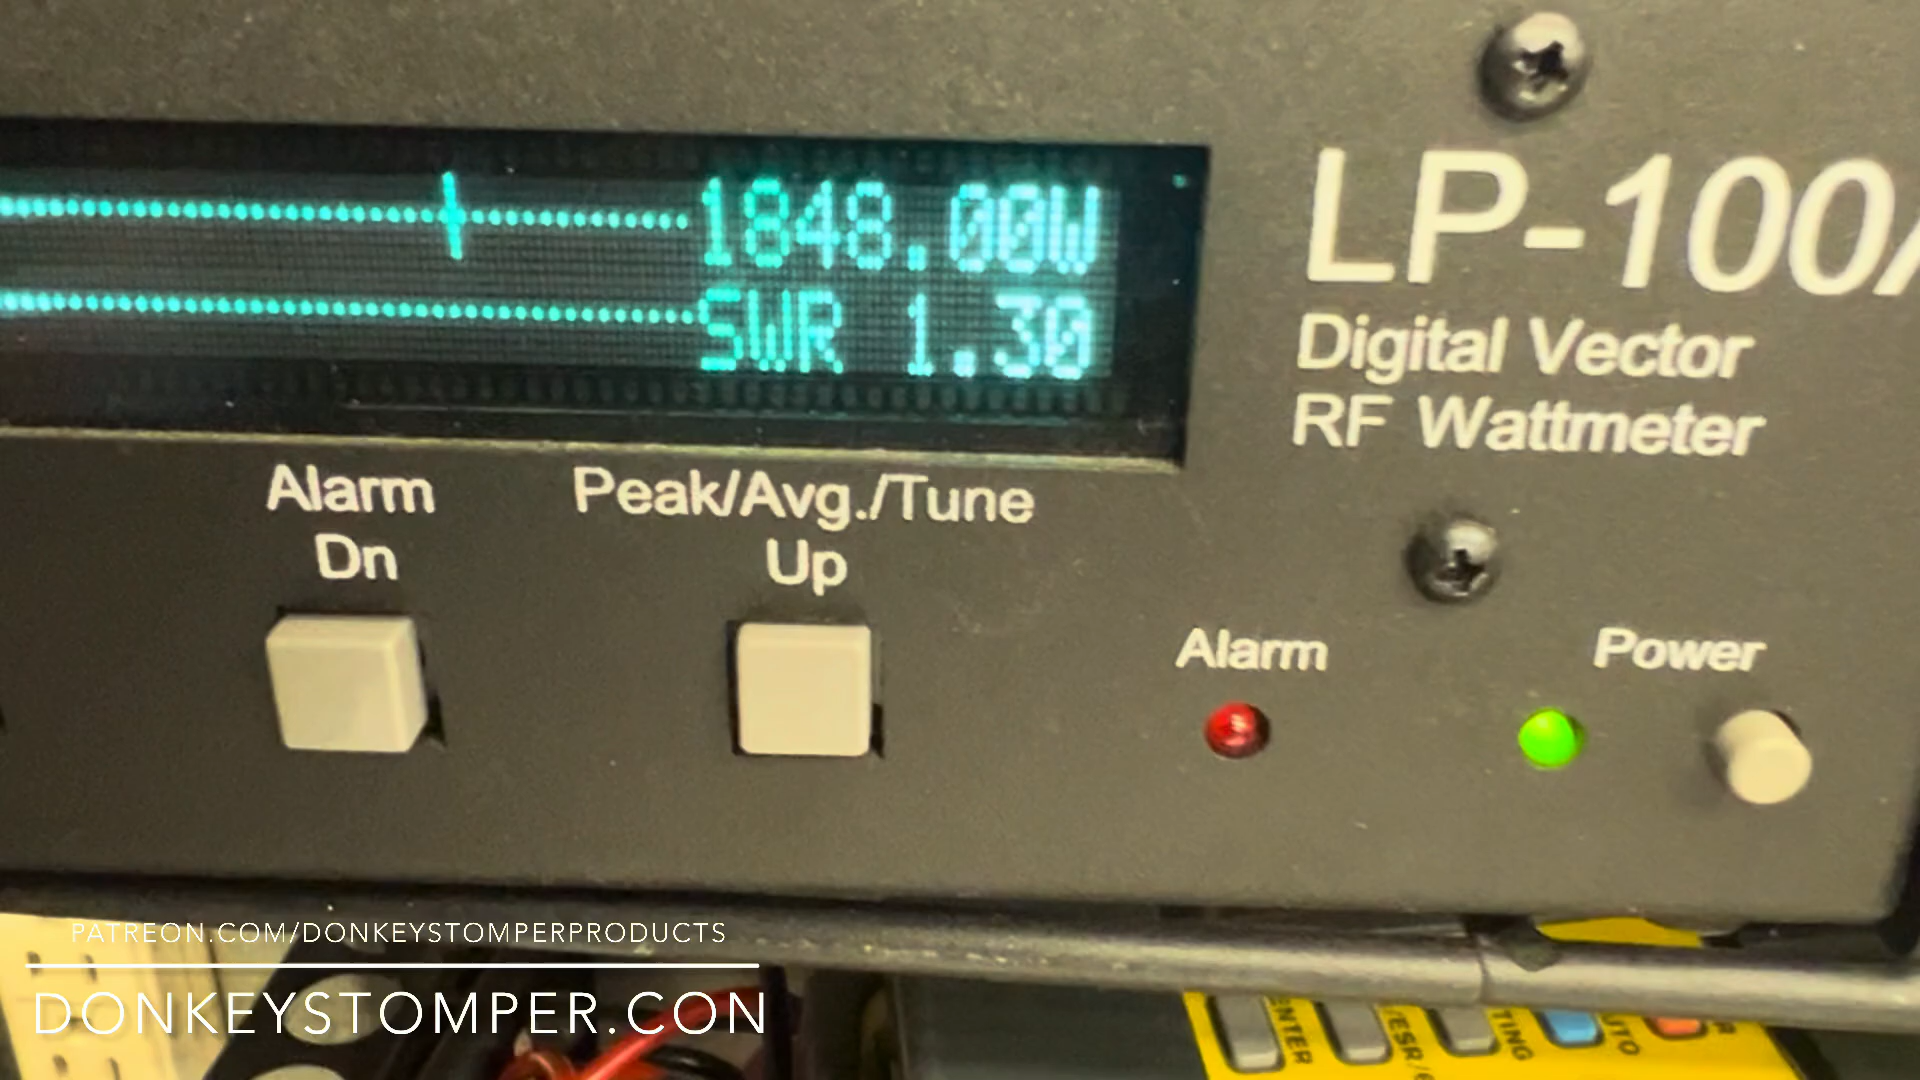 1848.00W
SWR 1.30
LP-100
Digital Vector
RF Wattmeter
Alarm
Dn
Peak/Avg./Tune
Up
Alarm
Power
PATREON.COM/DONKEYSTOMPERPRODUCTS
DONKEYSTOMPER.CON